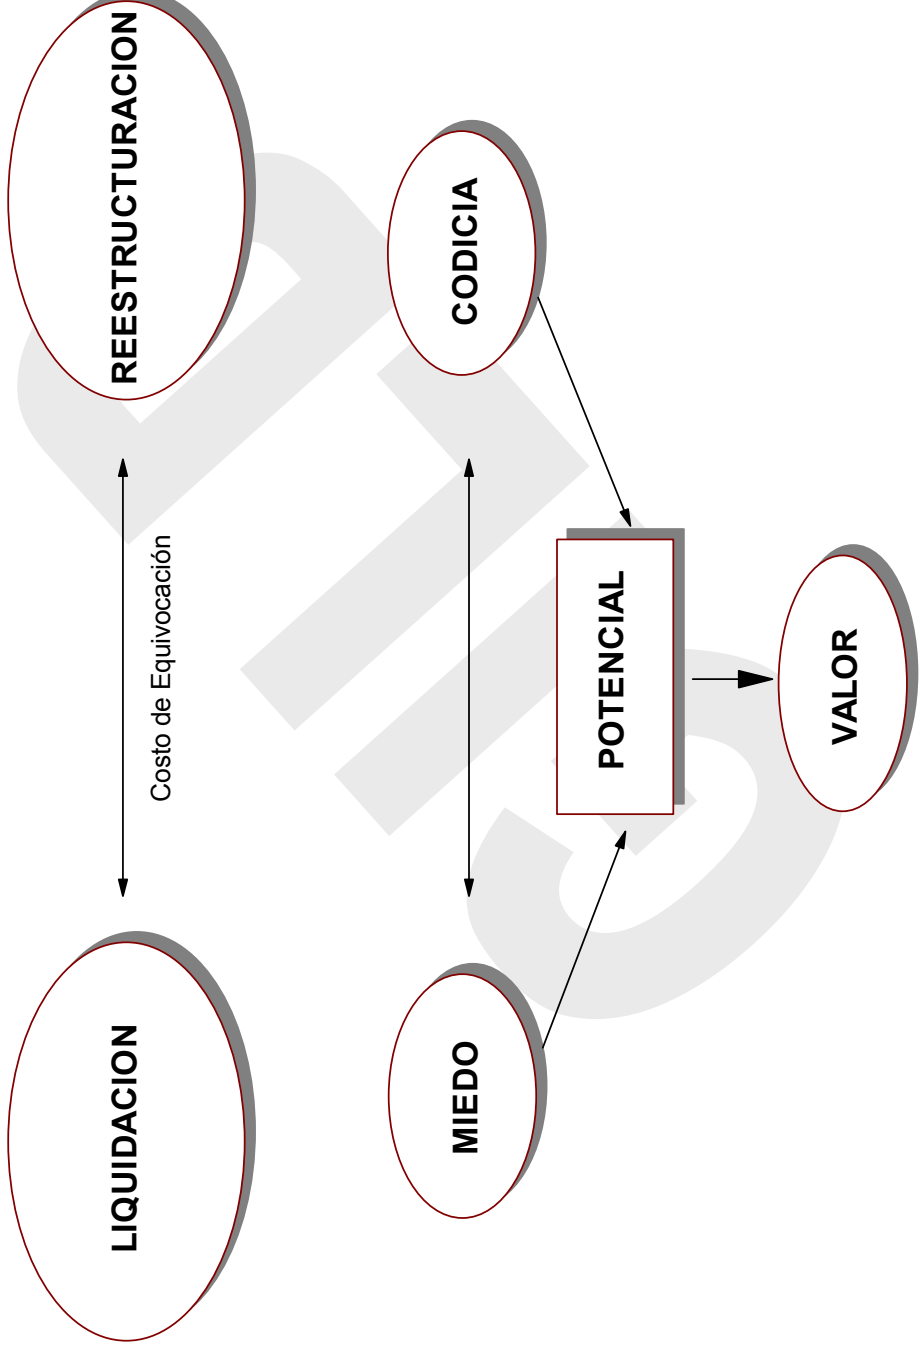 LIQUIDACION
REESTRUCTURACION
Costo de Equivocación
MIEDO
CODICIA
POTENCIAL
VALOR